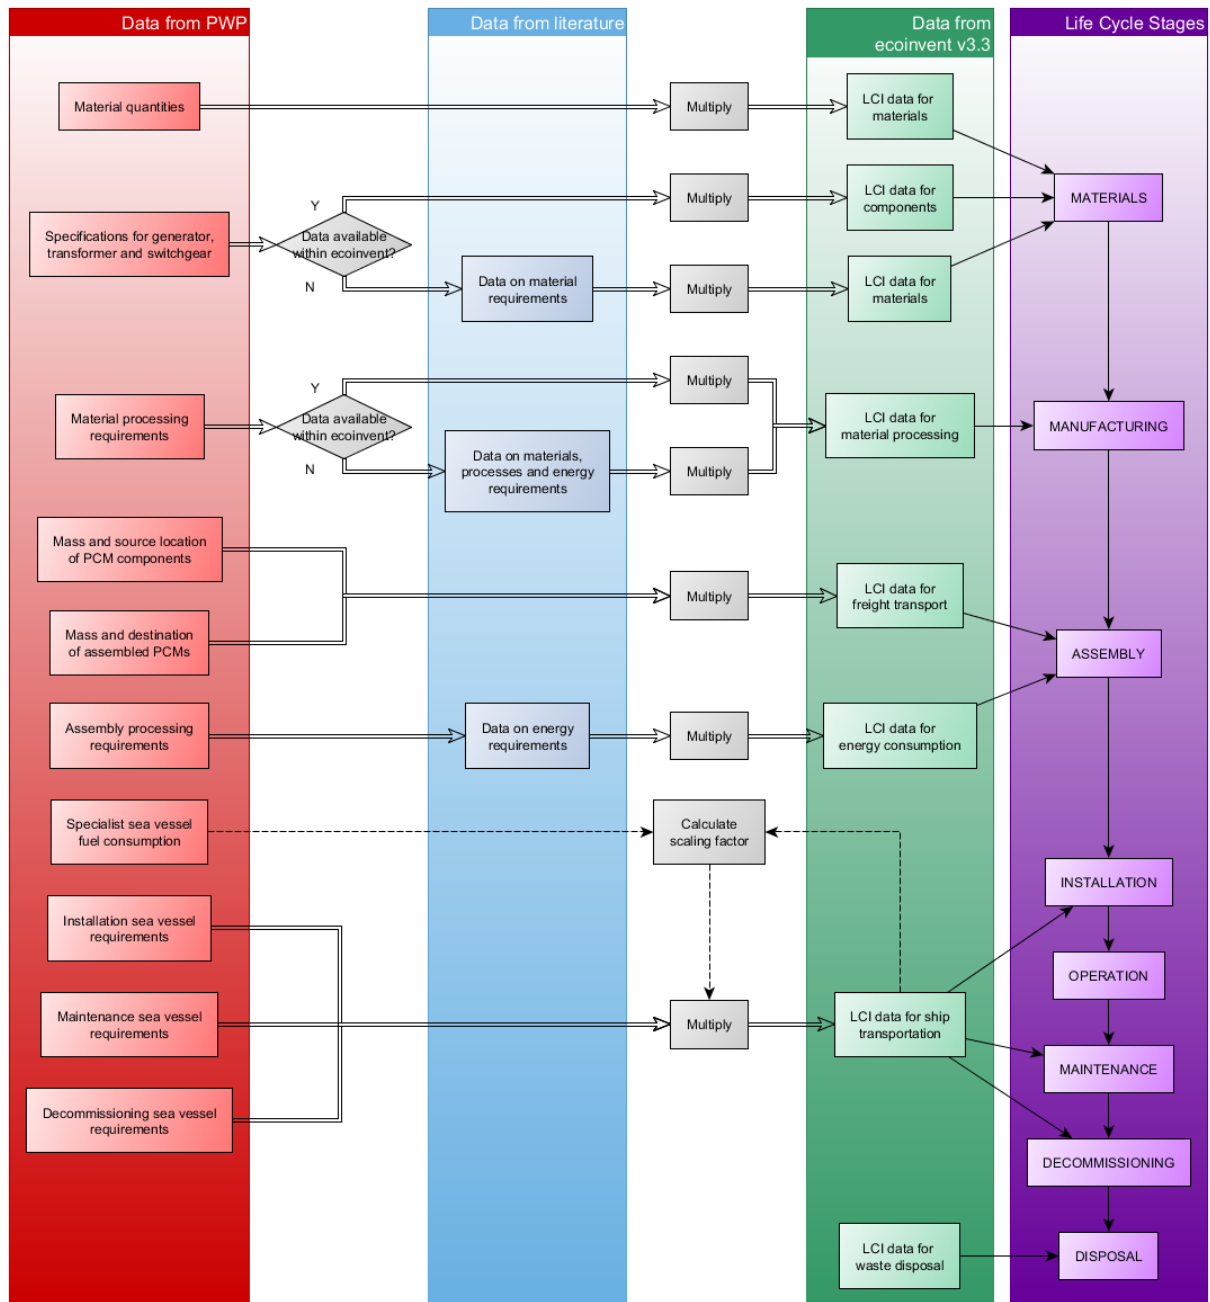 Data from PWP
Data from literature
Data from
ecoinvent v3.3
Life Cycle Stages
Material quantities
Multiply
LCI data for
materials
Y
Multiply
LCI data for
components
MATERIALS
Specifications for generator,
transformer and switchgear
Data available
within ecoinvent?
N
Data on material
requirements
Multiply
LCI data for
materials
Y
Multiply
Material processing
requirements
Data available
within ecoinvent?
LCI data for
material processing
MANUFACTURING
N
Data on materials,
processes and energy
requirements
Multiply
Mass and source location
of PCM components
Multiply
LCI data for
freight transport
Mass and destination
of assembled PCMs
ASSEMBLY
Assembly processing
requirements
Data on energy
requirements
Multiply
LCI data for
energy consumption
Specialist sea vessel
fuel consumption
Calculate
scaling factor
INSTALLATION
Installation sea vessel
requirements
OPERATION
Maintenance sea vessel
requirements
Multiply
LCI data for ship
transportation
MAINTENANCE
Decommissioning sea vessel
requirements
DECOMMISSIONING
LCI data for
waste disposal
DISPOSAL